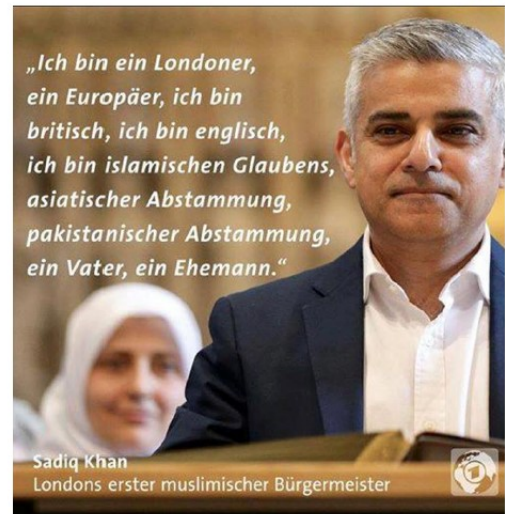 „Ich bin ein Londoner,
ein Europäer, ich bin
britisch, ich bin englisch,
ich bin islamischen Glaubens,
asiatischer Abstammung,
pakistanischer Abstammung,
ein Vater, ein Ehemann.“
Sadiq Khan
Londons erster muslimischer Bürgermeister
1